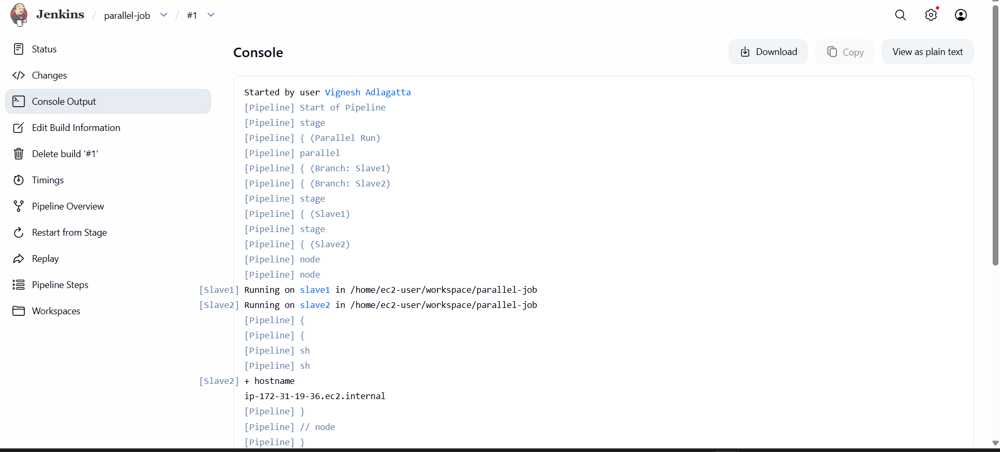 Jenkins / parallel-job / #1
Status
Changes
Console Output
Edit Build Information
Delete build ‘#1’
Timings
Pipeline Overview
Restart from Stage
Replay
Pipeline Steps
Workspaces
Console
Download
Copy
View as plain text
Started by user Vignesh Adlagatta
[Pipeline] Start of Pipeline
[Pipeline] stage
[Pipeline] { (Parallel Run)
[Pipeline] parallel
[Pipeline] { (Branch: Slave1)
[Pipeline] { (Branch: Slave2)
[Pipeline] stage
[Pipeline] { (Slave1)
[Pipeline] stage
[Pipeline] { (Slave2)
[Pipeline] node
[Pipeline] node
[Slave1] Running on slave1 in /home/ec2-user/workspace/parallel-job
[Slave2] Running on slave2 in /home/ec2-user/workspace/parallel-job
[Pipeline] {
[Pipeline] {
[Pipeline] sh
[Pipeline] sh
[Slave2] + hostname
ip-172-31-19-36.ec2.internal
[Pipeline] }
[Pipeline] // node
[Pipeline] }